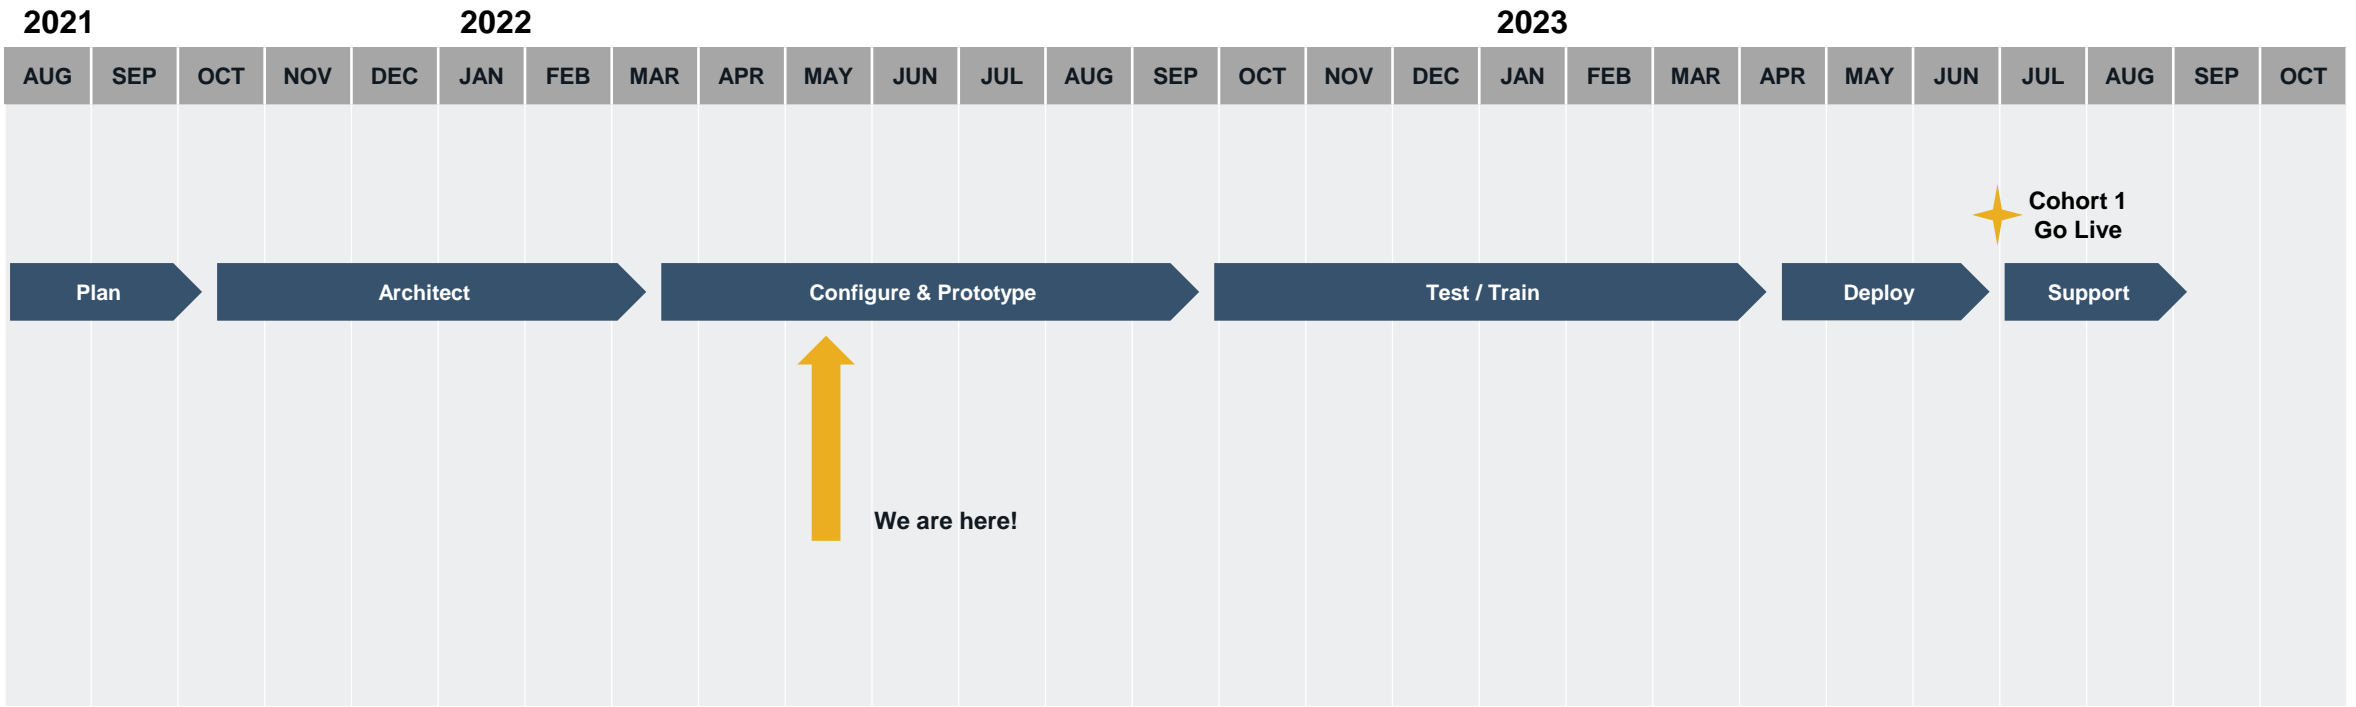 2021 2022 2023
AUG SEP OCT NOV DEC JAN FEB MAR APR MAY JUN JUL AUG SEP OCT NOV DEC JAN FEB MAR APR MAY JUN JUL AUG SEP OCT
Cohort 1
Go Live
Plan Architect Configure & Prototype Test / Train Deploy Support
We are here!